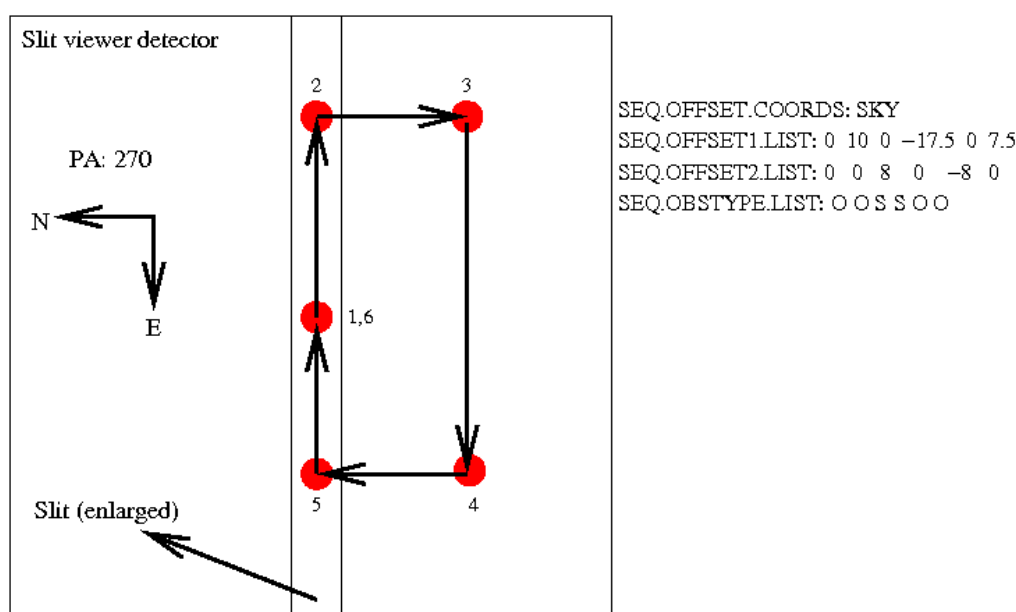 Slit viewer detector
2
3
SEQ.OFFSET.COORDS: SKY
SEQ.OFFSET1.LIST: 0 10 0 −17.5 0 7.5
PA: 270
SEQ.OFFSET2.LIST: 0 0 8 0 −8 0
SEQ.OBSTYPE.LIST: O O S S O O
N
E
1,6
Slit (enlarged)
5
4